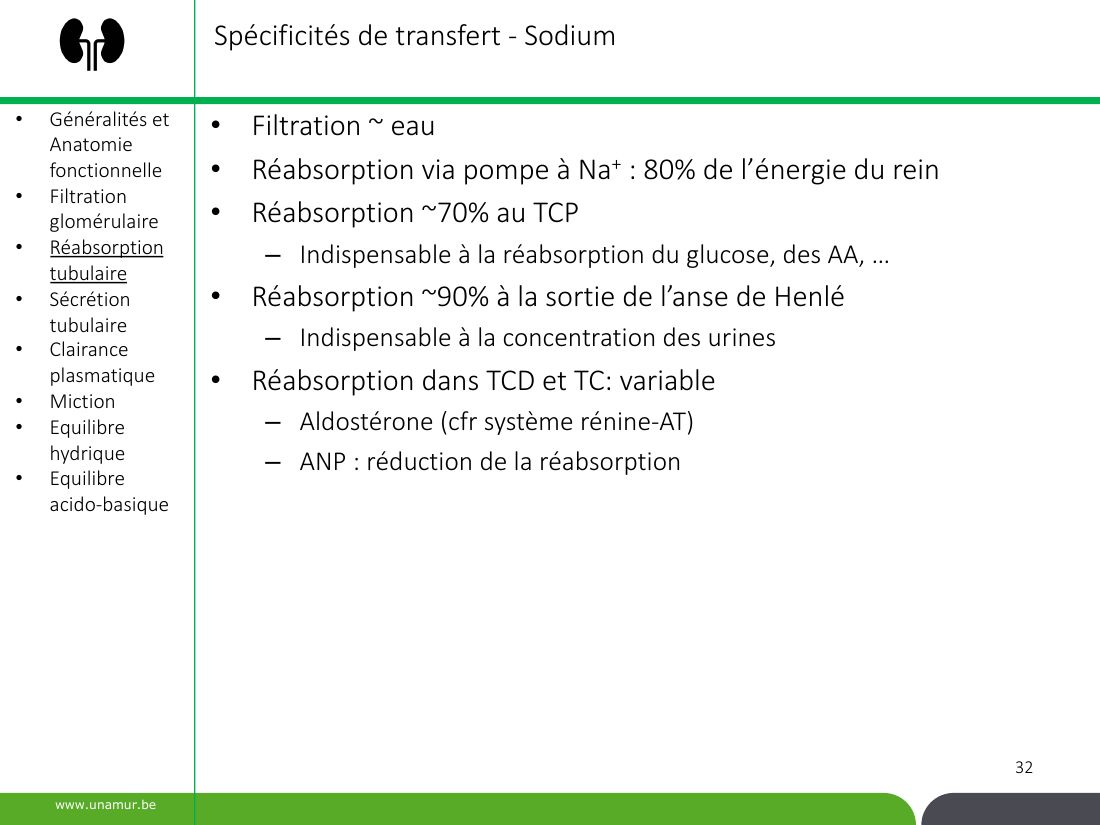 Spécificités de transfert - Sodium
• Généralités et
Anatomie
fonctionnelle
• Filtration
glomérulaire
• Réabsorption
tubulaire
• Sécrétion
tubulaire
• Clairance
plasmatique
• Miction
• Equilibre
hydrique
• Equilibre
acido-basique
• Filtration ~ eau
• Réabsorption via pompe à Na⁺ : 80% de l’énergie du rein
• Réabsorption ~70% au TCP
– Indispensable à la réabsorption du glucose, des AA, …
• Réabsorption ~90% à la sortie de l’anse de Henlé
– Indispensable à la concentration des urines
• Réabsorption dans TCD et TC: variable
– Aldostérone (cfr système rénine-AT)
– ANP : réduction de la réabsorption
32
www.unamur.be